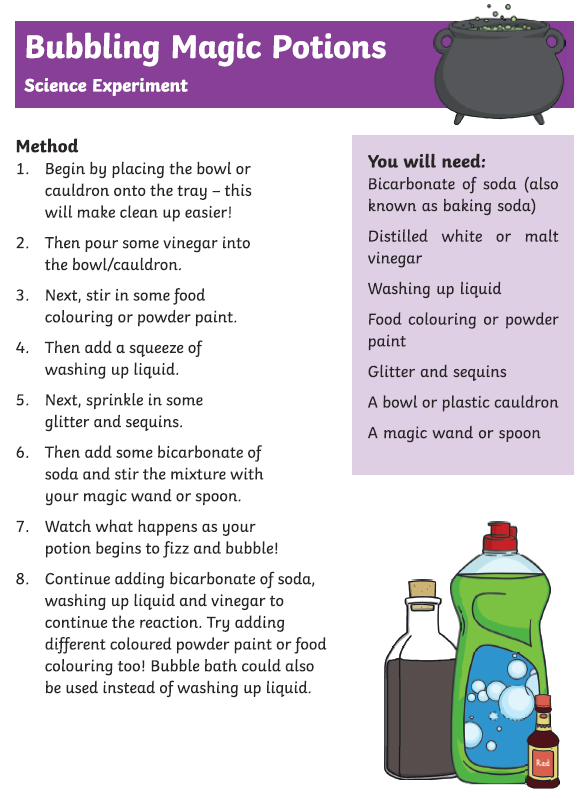 Bubbling Magic Potions
Science Experiment
Method
1. Begin by placing the bowl or
cauldron onto the tray – this
will make clean up easier!
2. Then pour some vinegar into
the bowl/cauldron.
3. Next, stir in some food
colouring or powder paint.
4. Then add a squeeze of
washing up liquid.
5. Next, sprinkle in some
glitter and sequins.
6. Then add some bicarbonate of
soda and stir the mixture with
your magic wand or spoon.
7. Watch what happens as your
potion begins to fizz and bubble!
8. Continue adding bicarbonate of soda,
washing up liquid and vinegar to
continue the reaction. Try adding
different coloured powder paint or food
colouring too! Bubble bath could also
be used instead of washing up liquid.
You will need:
Bicarbonate of soda (also
known as baking soda)
Distilled white or malt
vinegar
Washing up liquid
Food colouring or powder
paint
Glitter and sequins
A bowl or plastic cauldron
A magic wand or spoon
Red